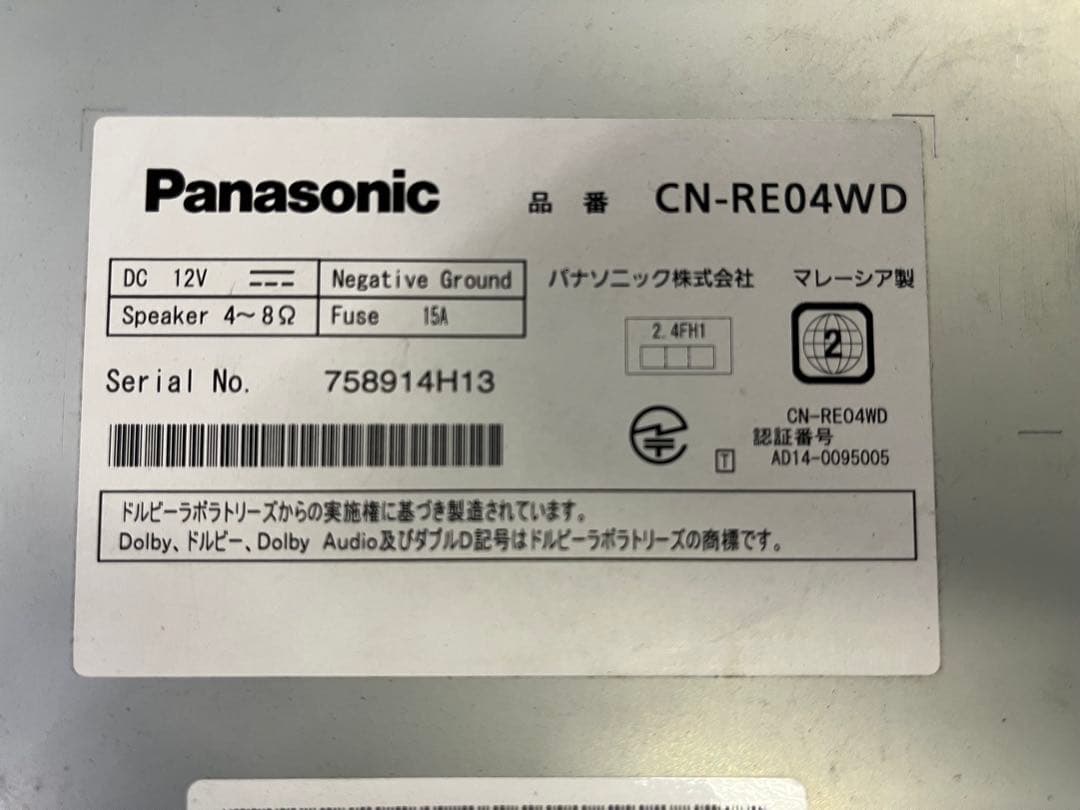 Panasonic 品番 CN-RE04WD
DC 12V Negative Ground
Speaker 4〜8Ω Fuse 15A
パナソニック株式会社 マレーシア製
2.4FH1
2
Serial No. 758914H13
CN-RE04WD
認証番号
T AD14-0095005
ドルビーラボラトリーズからの実施権に基づき製造されています。
Dolby、ドルビー、Dolby Audio及びダブルD記号はドルビーラボラトリーズの商標です。